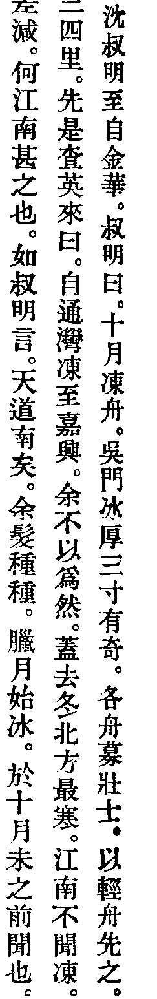 沈叔明至自金華。叔明曰。十月凍舟。吳門冰厚三寸有奇。各舟募壯士。以輕舟先之。
二四里。先是查英來曰。自通灣凍至嘉興。余不以爲然。蓋去冬北方最寒。江南不聞凍。
差減。何江南甚之也。如叔明言。天道南矣。余髮種種。臘月始冰。於十月未之前聞也。